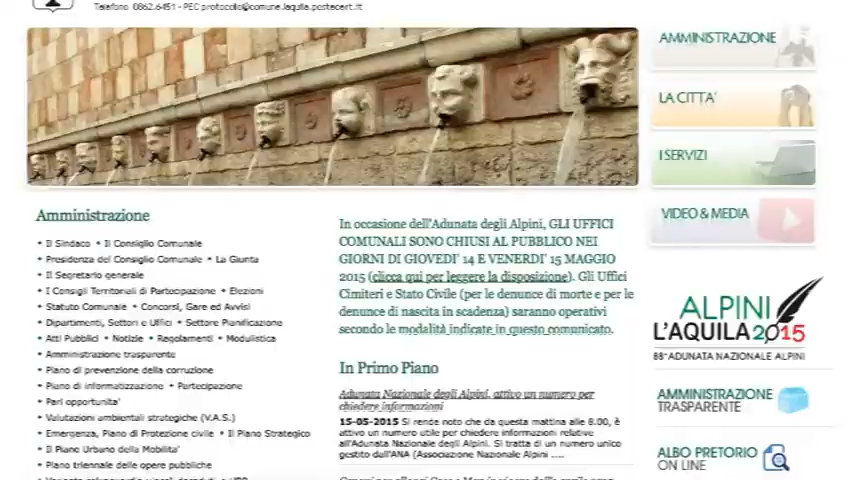 Telefono 0862.6451 - PEC protocollo@comune.laquila.postecert.it
AMMINISTRAZIONE
LA CITTA'
I SERVIZI
VIDEO & MEDIA
Amministrazione
• Il Sindaco • Il Consiglio Comunale
• Presidenza del Consiglio Comunale • La Giunta
• Il Segretario generale
• I Consigli Territoriali di Partecipazione • Elezioni
• Statuto Comunale • Concorsi, Gare ed Avvisi
• Dipartimenti, Settori e Uffici • Settore Pianificazione
• Atti Pubblici • Notizie • Regolamenti • Modulistica
• Amministrazione trasparente
• Piano di prevenzione della corruzione
• Piano di informatizzazione • Partecipazione
• Pari opportunita'
• Valutazioni ambientali strategiche (V.A.S.)
• Emergenza, Piano di Protezione civile • Il Piano Strategico
• Il Piano Urbano della Mobilita'
• Piano triennale delle opere pubbliche
In occasione dell'Adunata degli Alpini, GLI UFFICI
COMUNALI SONO CHIUSI AL PUBBLICO NEI
GIORNI DI GIOVEDI' 14 E VENERDI' 15 MAGGIO
2015 (clicca qui per leggere la disposizione). Gli Uffici
Cimiteri e Stato Civile (per le denunce di morte e per le
denunce di nascita in scadenza) saranno operativi
secondo le modalità indicate in questo comunicato.
In Primo Piano
Adunata Nazionale degli Alpini, attivo un numero per
chiedere informazioni
15-05-2015 Si rende noto che da questa mattina alle 8.00, è
attivo un numero utile per chiedere informazioni relative
all'Adunata Nazionale degli Alpini. Si tratta di un numero unico
gestito dall'ANA (Associazione Nazionale Alpini ....
ALPINI
L'AQUILA 2015
88ª ADUNATA NAZIONALE ALPINI
AMMINISTRAZIONE
TRASPARENTE
ALBO PRETORIO
ON LINE